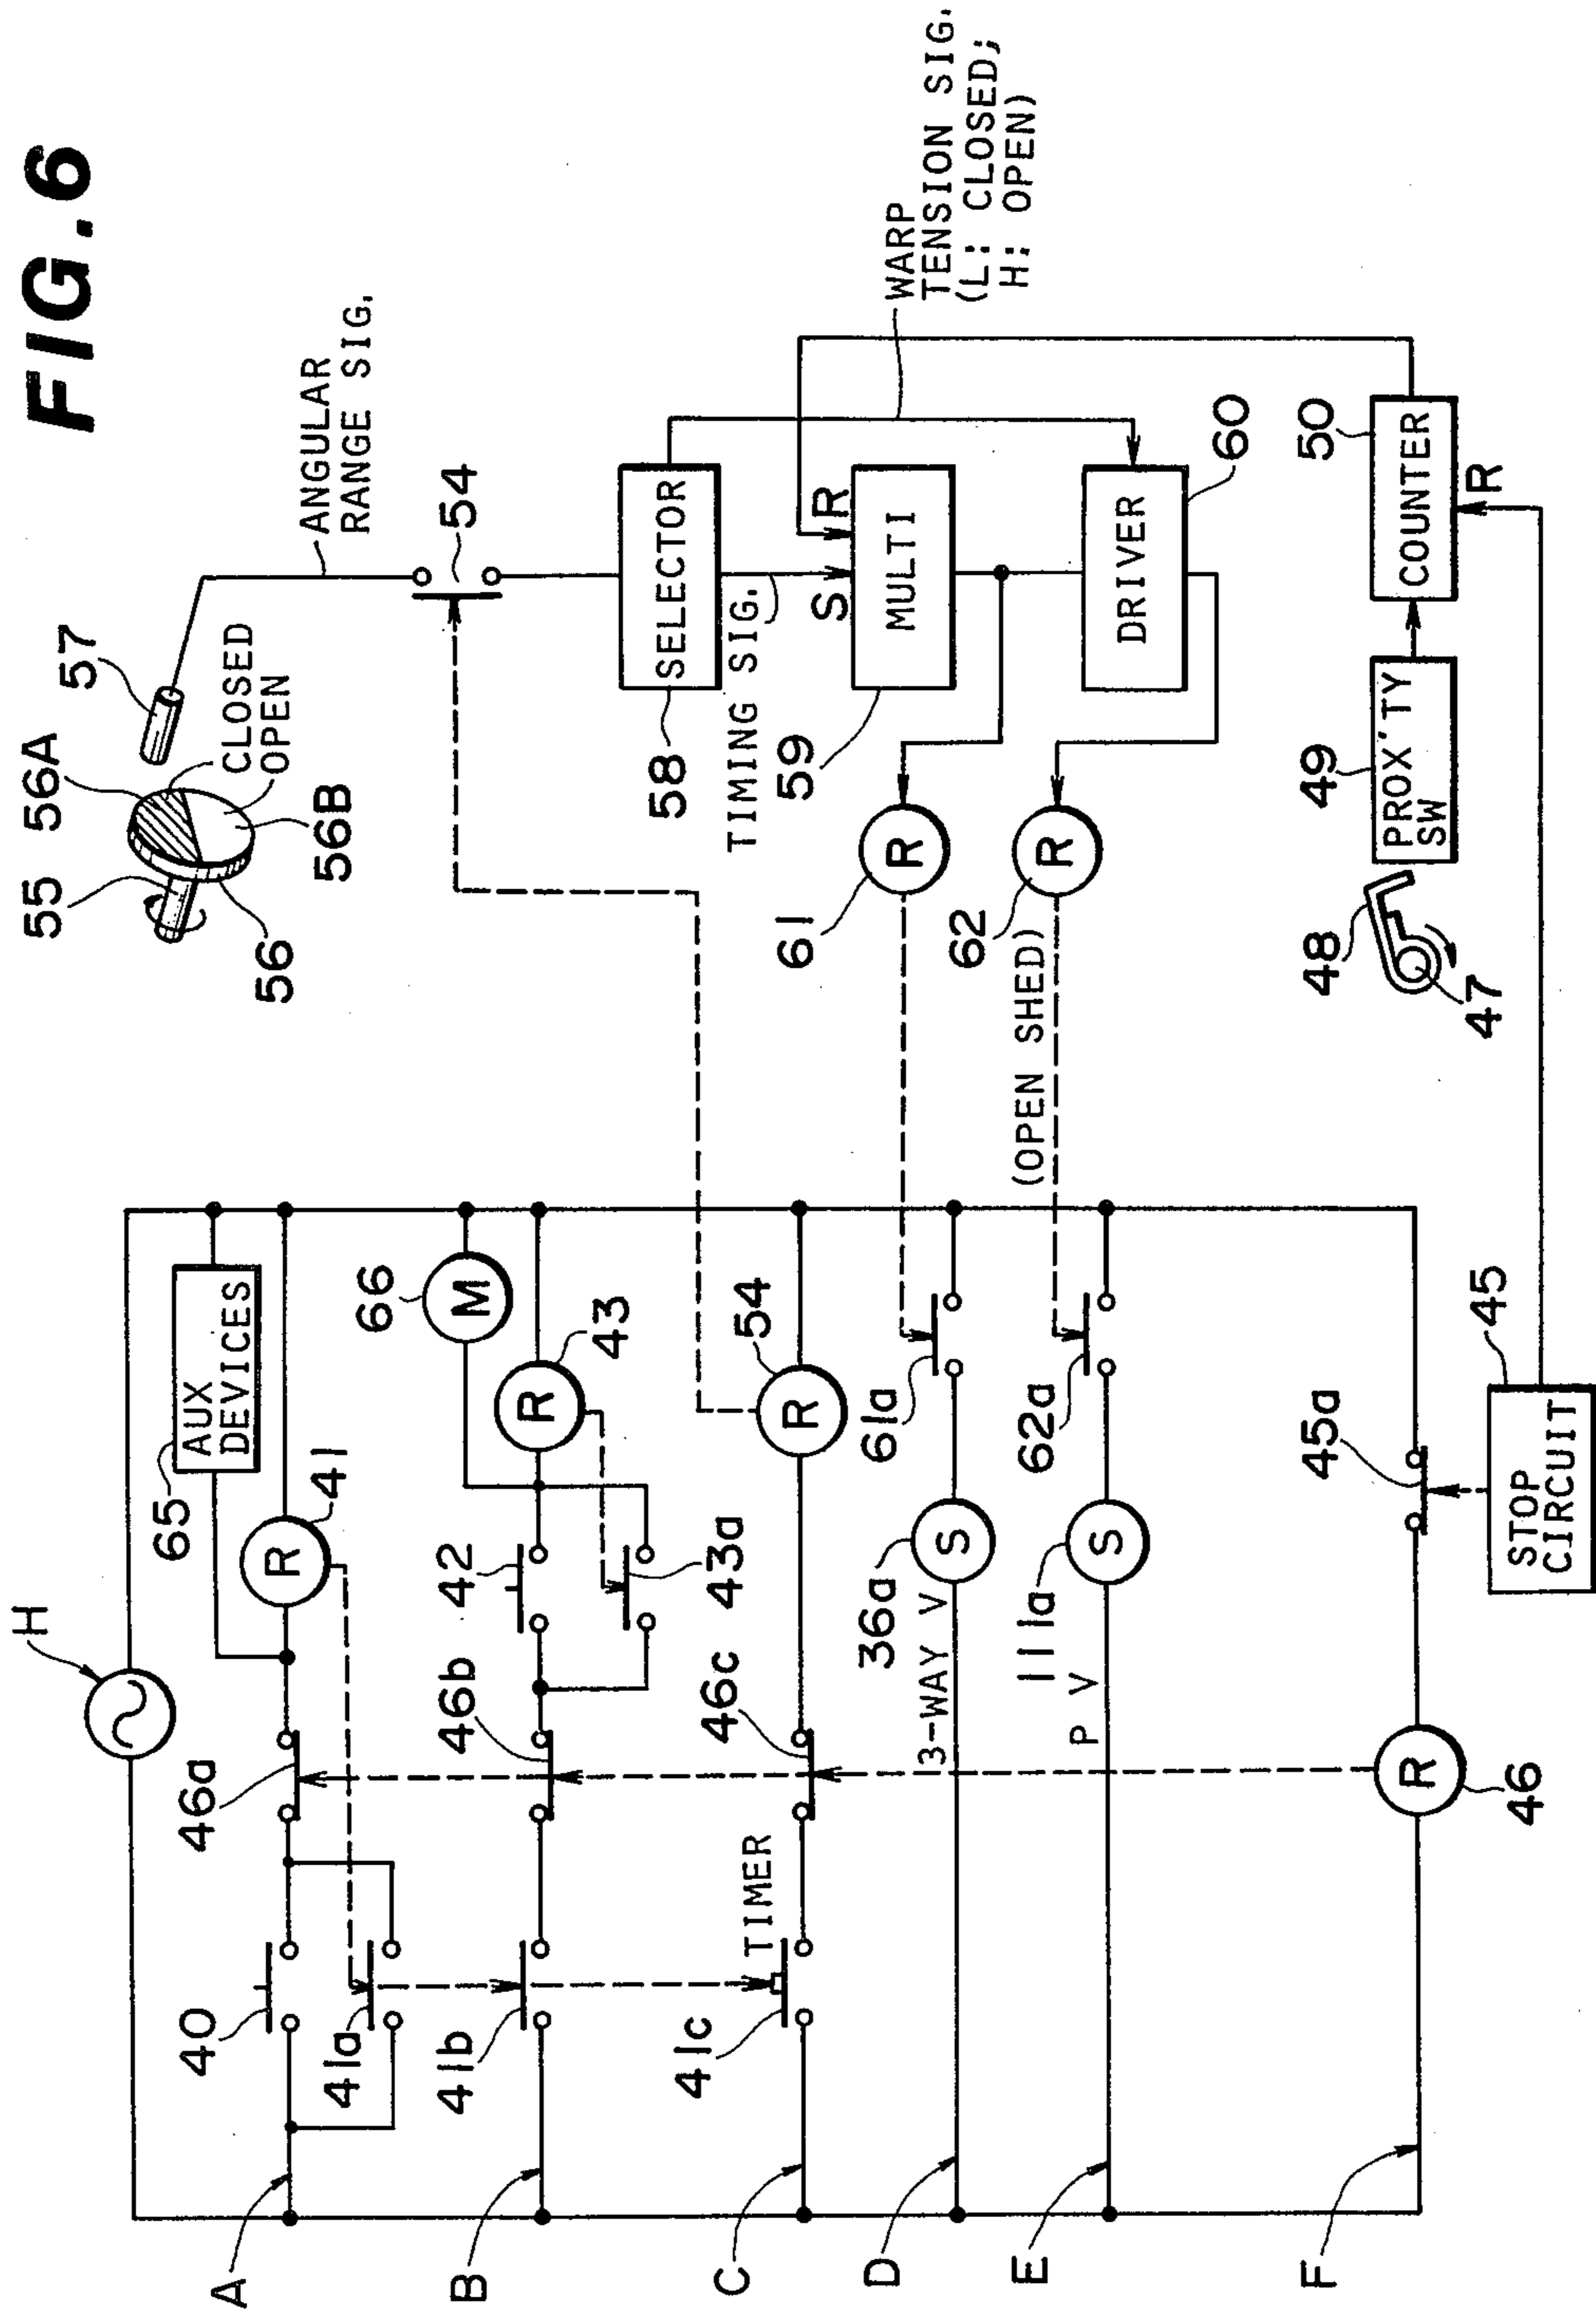 FIG.6
H
65
AUX
DEVICES
R
41
46a
40
41a
A
66
M
R
43
42
43a
46b
41b
B
54
R
46c
TIMER
41c
C
61a
S
36a
3-WAY V
D
62a
S
111a
P V
E
45a
R
46
F
STOP
CIRCUIT
45
55
56A
57
CLOSED
OPEN
56B
56
ANGULAR
RANGE SIG.
54
SELECTOR
58
TIMING SIG.
S
R
MULTI
59
WARP
TENSION SIG.
(L: CLOSED;
H: OPEN)
DRIVER
60
R
61
R
62
(OPEN SHED)
48
47
49
PROX'TY
SW
50
COUNTER
R